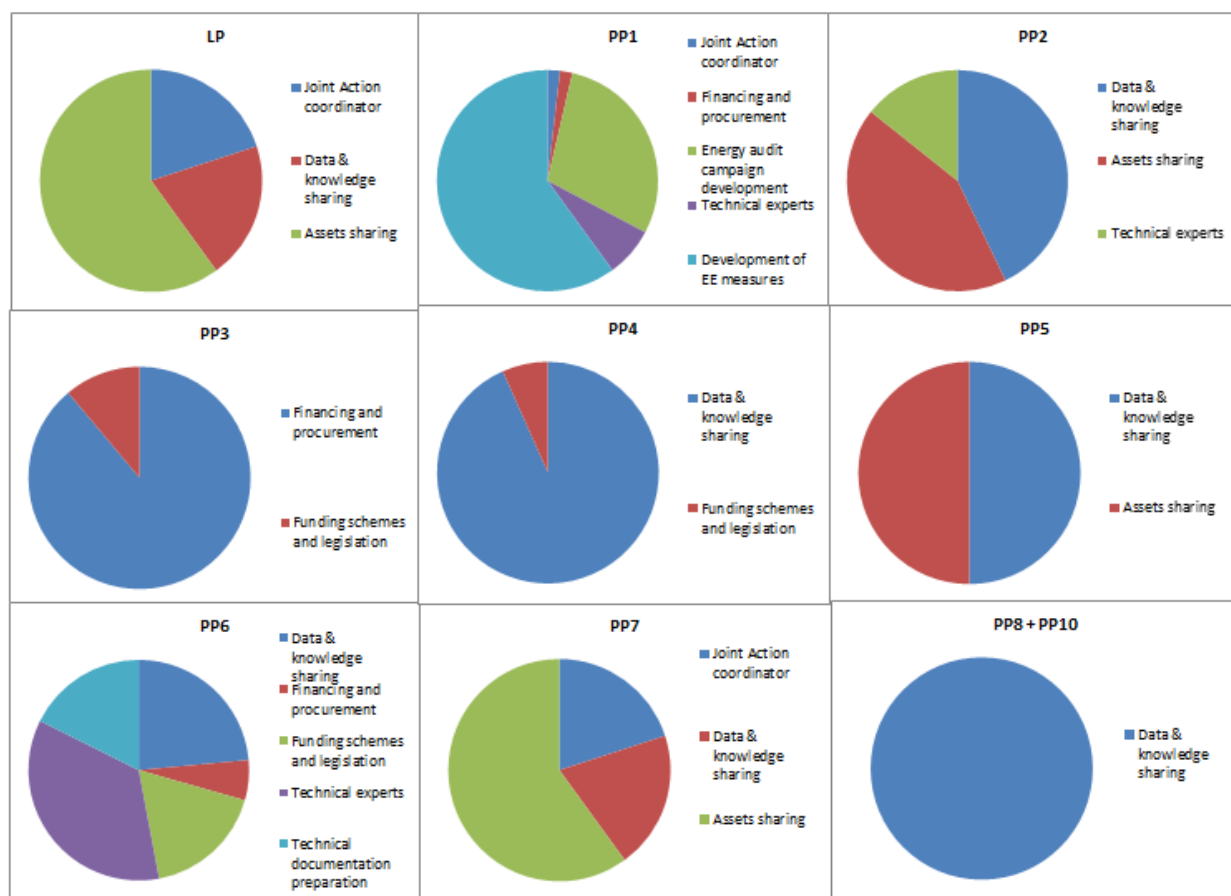 LP
Joint Action
coordinator
Data &
knowledge
sharing
Assets sharing
PP1
Joint Action
coordinator
Financing and
procurement
Energy audit
campaign
development
Technical experts
Development of
EE measures
PP2
Data &
knowledge
sharing
Assets sharing
Technical experts
PP3
Financing and
procurement
Funding schemes
and legislation
PP4
Data &
knowledge
sharing
Funding schemes
and legislation
PP5
Data &
knowledge
sharing
Assets sharing
PP6
Data &
knowledge
sharing
Financing and
procurement
Funding schemes
and legislation
Technical experts
Technical
documentation
preparation
PP7
Joint Action
coordinator
Data &
knowledge
sharing
Assets sharing
PP8 + PP10
Data &
knowledge
sharing